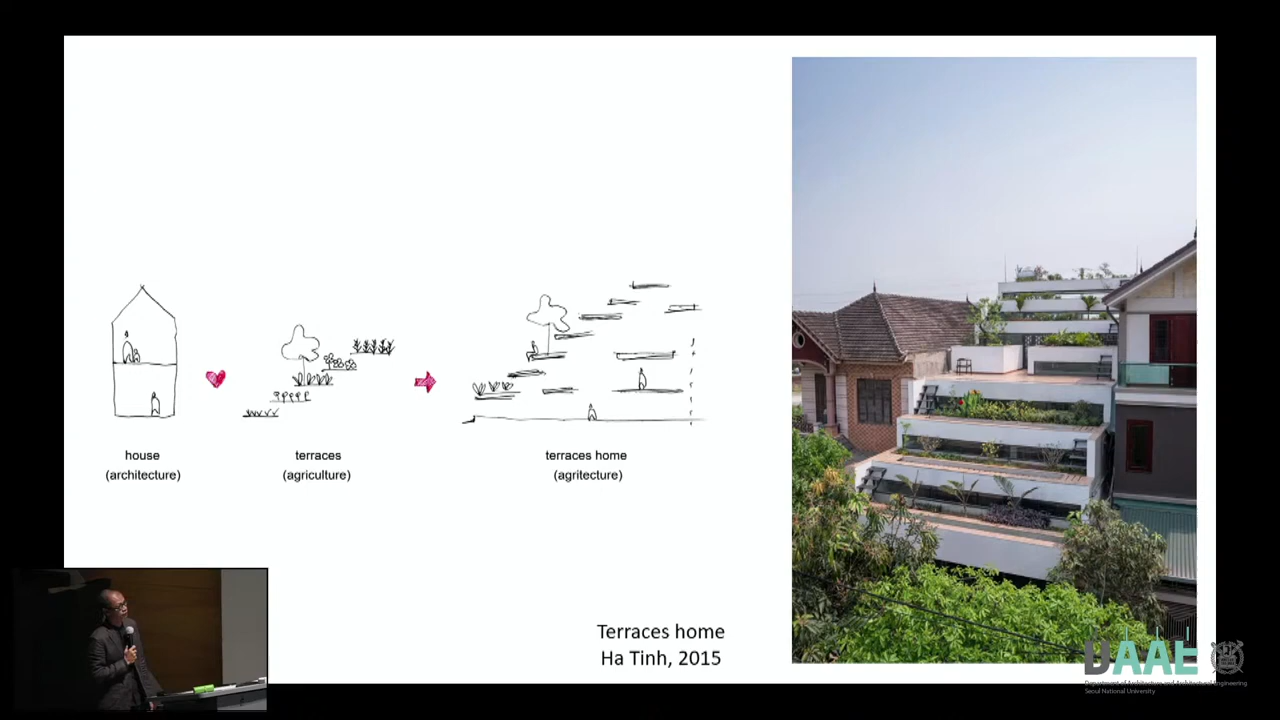 house
(architecture)
terraces
(agriculture)
terraces home
(agritecture)
Terraces home
Ha Tinh, 2015
DAAE
Department of Architecture and Architectural Engineering
Seoul National University